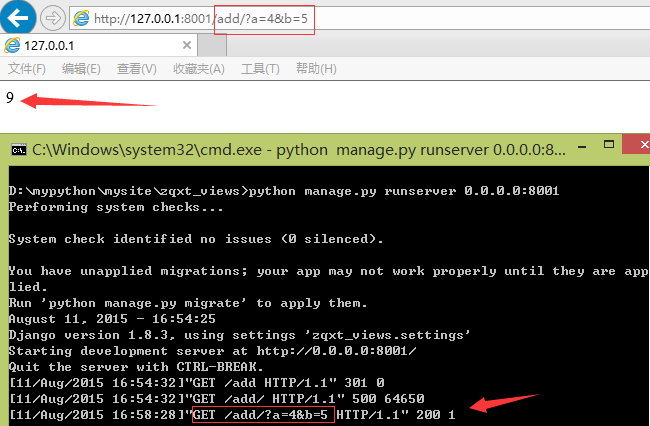 http://127.0.0.1:8001/add/?a=4&b=5
127.0.0.1
文件(F) 编辑(E) 查看(V) 收藏夹(A) 工具(T) 帮助(H)
9
C:\Windows\system32\cmd.exe - python manage.py runserver 0.0.0.0:8...
D:\mypython\mysite\zqxt_views>python manage.py runserver 0.0.0.0:8001
Performing system checks...
System check identified no issues (0 silenced).
You have unapplied migrations; your app may not work properly until they are app
lied.
Run 'python manage.py migrate' to apply them.
August 11, 2015 - 16:54:25
Django version 1.8.3, using settings 'zqxt_views.settings'
Starting development server at http://0.0.0.0:8001/
Quit the server with CTRL-BREAK.
[11/Aug/2015 16:54:32]"GET /add HTTP/1.1" 301 0
[11/Aug/2015 16:54:32]"GET /add/ HTTP/1.1" 500 64650
[11/Aug/2015 16:58:28]"GET /add/?a=4&b=5 HTTP/1.1" 200 1